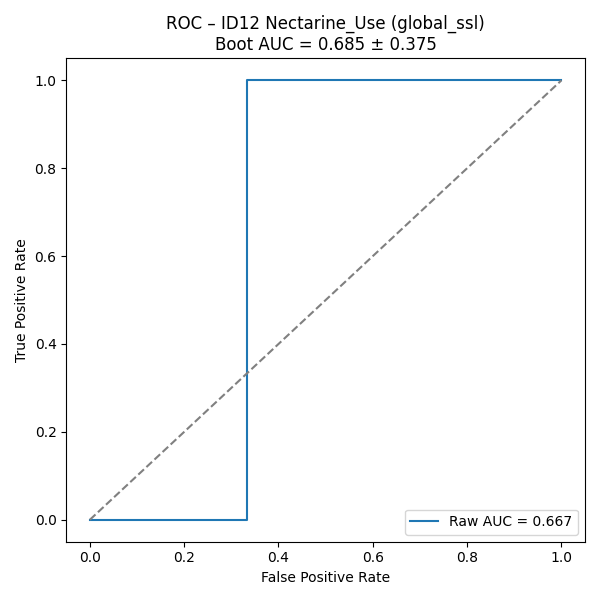 ROC – ID12 Nectarine_Use (global_ssl)
Boot AUC = 0.685 ± 0.375
1.0
0.8
0.6
0.4
0.2
0.0
True Positive Rate
Raw AUC = 0.667
0.0 0.2 0.4 0.6 0.8 1.0
False Positive Rate